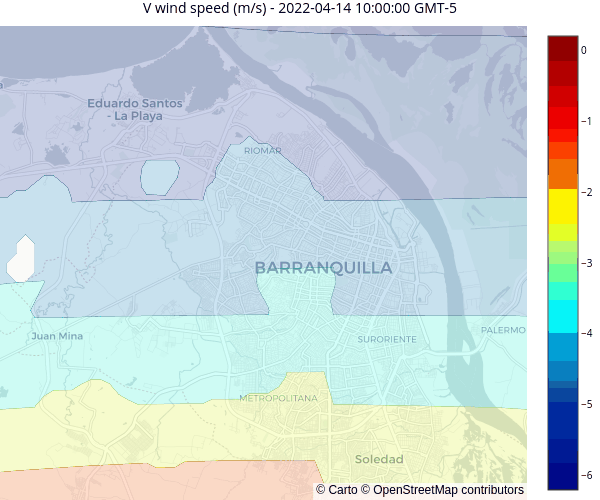 V wind speed (m/s) - 2022-04-14 10:00:00 GMT-5
Eduardo Santos
- La Playa
RIOMAR
BARRANQUILLA
Juan Mina
SURORIENTE
PALERMO
METROPOLITANA
Soledad
© Carto © OpenStreetMap contributors
0
−1
−2
−3
−4
−5
−6